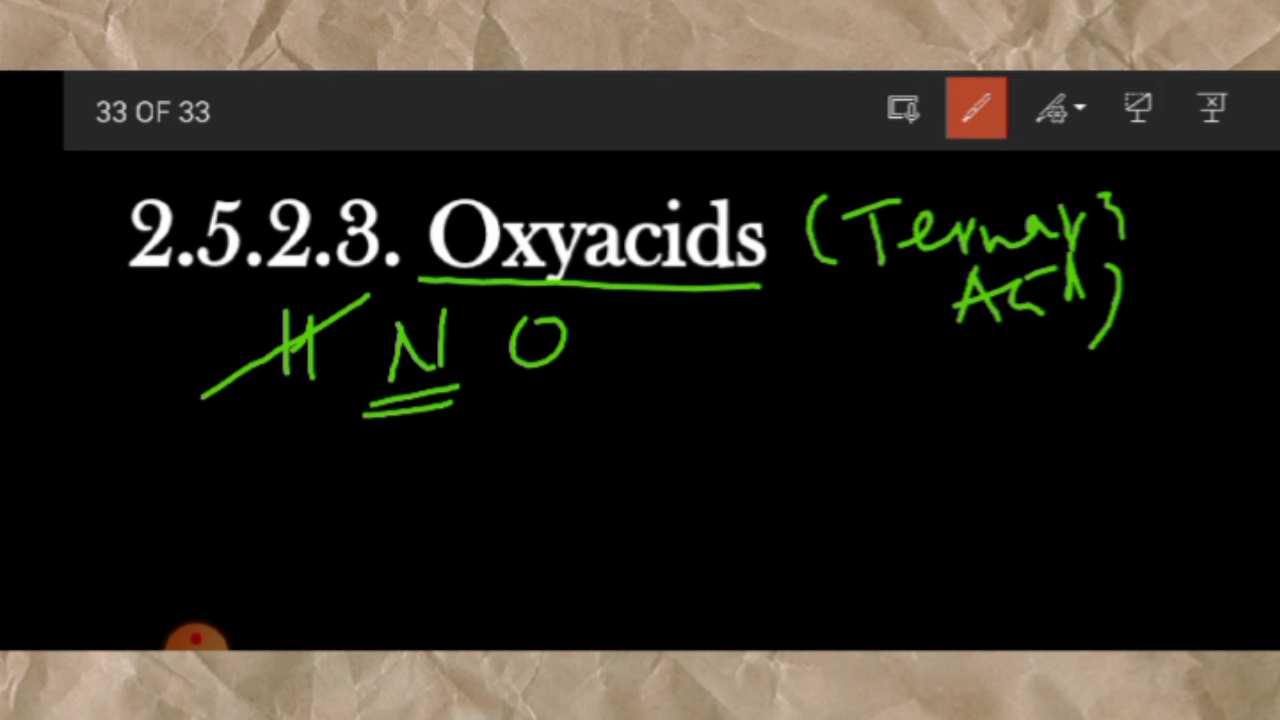 33 OF 33
2.5.2.3. Oxyacids (Ternary
Acid)
H N O